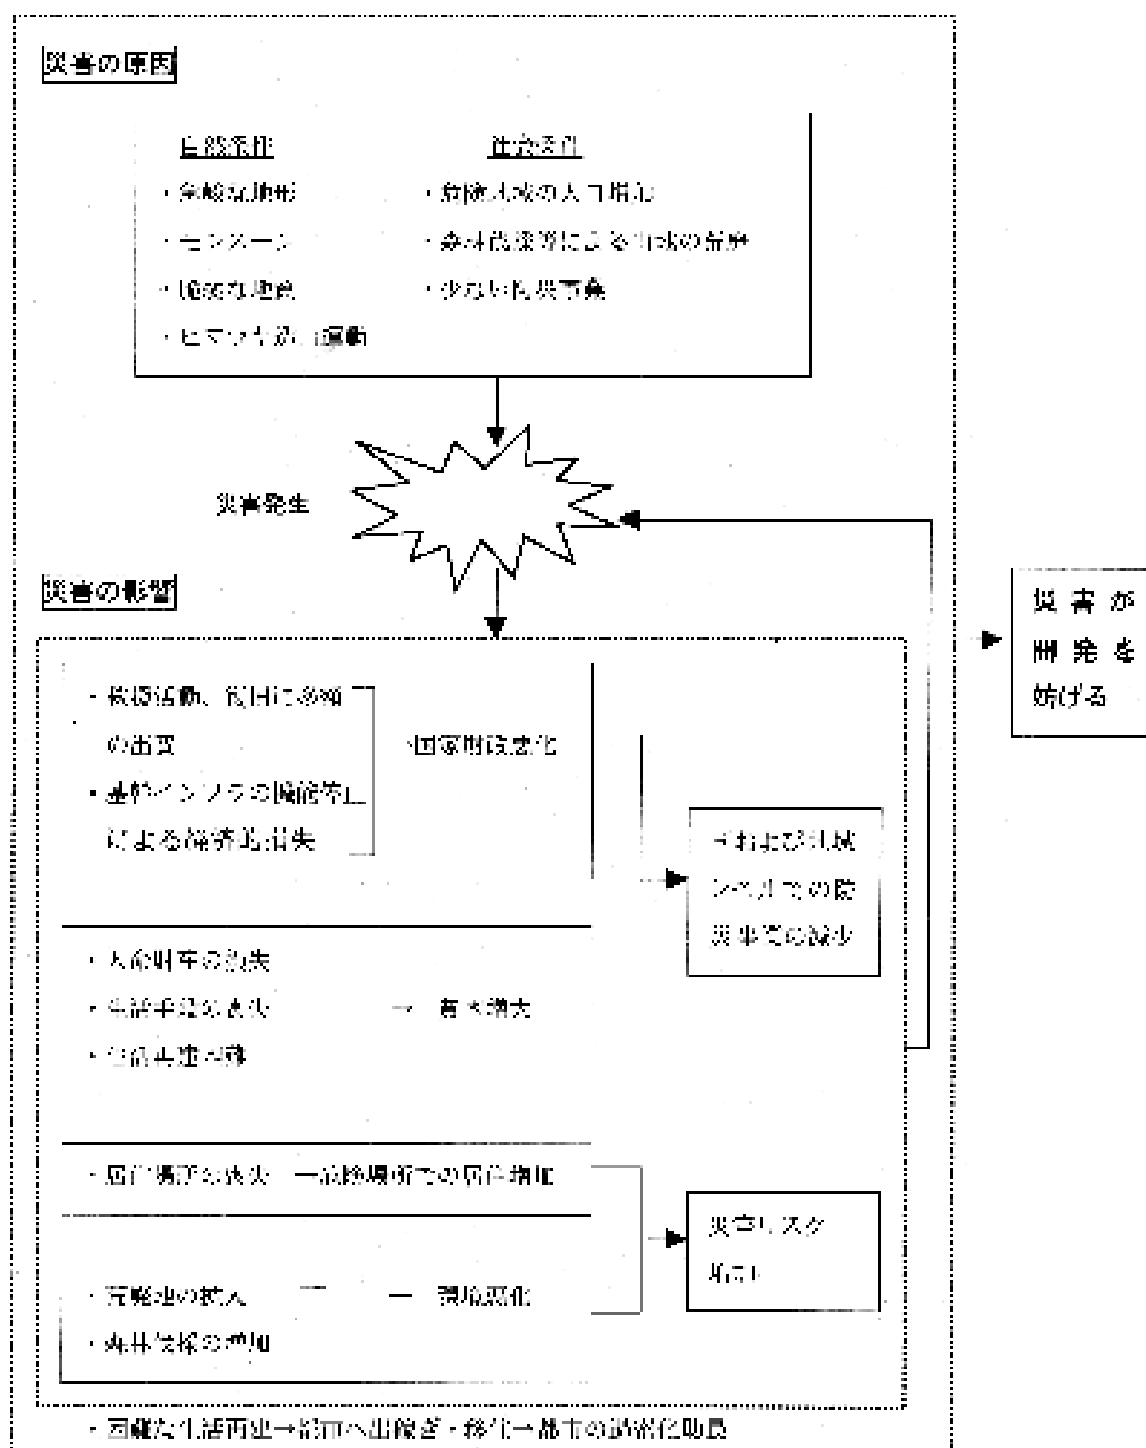 災害の原因
自然条件
社会条件
・急峻な地形
・危険地域の人口増加
・モンスーン
・森林伐採等による山域の荒廃
・脆弱な地質
・少ない防災事業
・ヒマラヤ造山運動
災害発生
災害の影響
災害が
開発を
妨げる
・救援活動、復旧に多額
の出費
→国家財政悪化
・基幹インフラの機能停止
による経済的損失
国および地域
レベルでの防
災事業の減少
・人命財産の損失
・生活手段の喪失 → 貧困増大
・生活再建困難
・居住場所の喪失 →危険場所での居住増加
災害リスク
増加
・荒廃地の拡大 → 環境悪化
・森林伐採の増加
・困難な生活再建→都市へ出稼ぎ・移住→都市の過密化助長